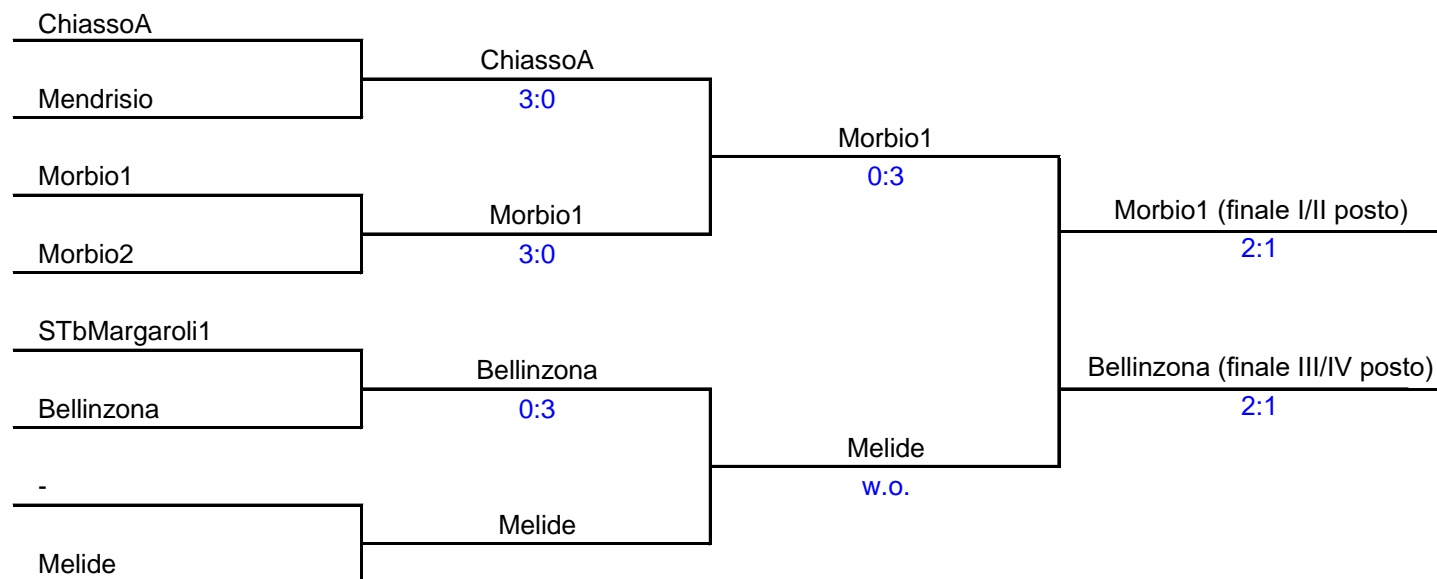 ChiassoA
ChiassoA
Mendrisio
3:0
Morbio1
Morbio1
0:3
Morbio1
Morbio1 (finale I/II posto)
Morbio2
3:0
2:1
STbMargaroli1
Bellinzona
Bellinzona (finale III/IV posto)
Bellinzona
0:3
2:1
Melide
-
w.o.
Melide
Melide